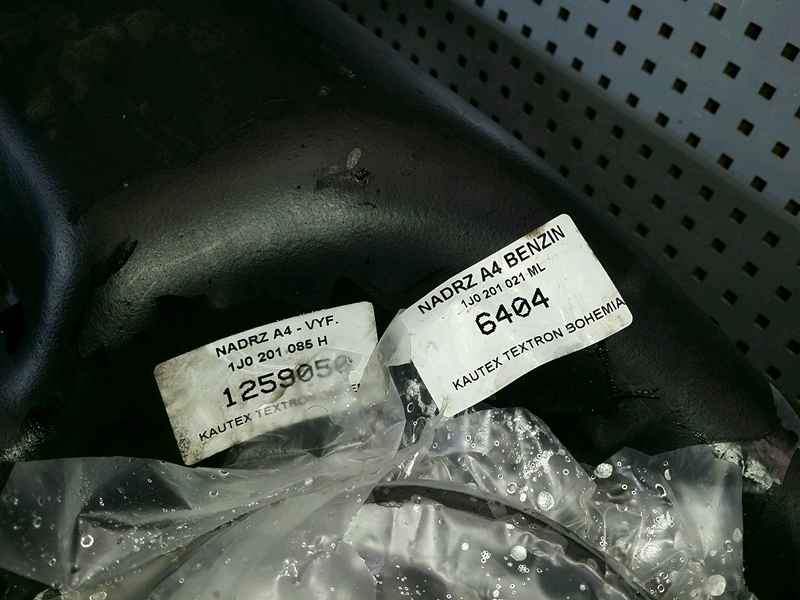 NADRZ A4 - VYF.
1J0 201 085 H
1259050
KAUTEX TEXTRON
NADRZ A4 BENZIN
1J0 201 021 ML
6404
KAUTEX TEXTRON BOHEMIA